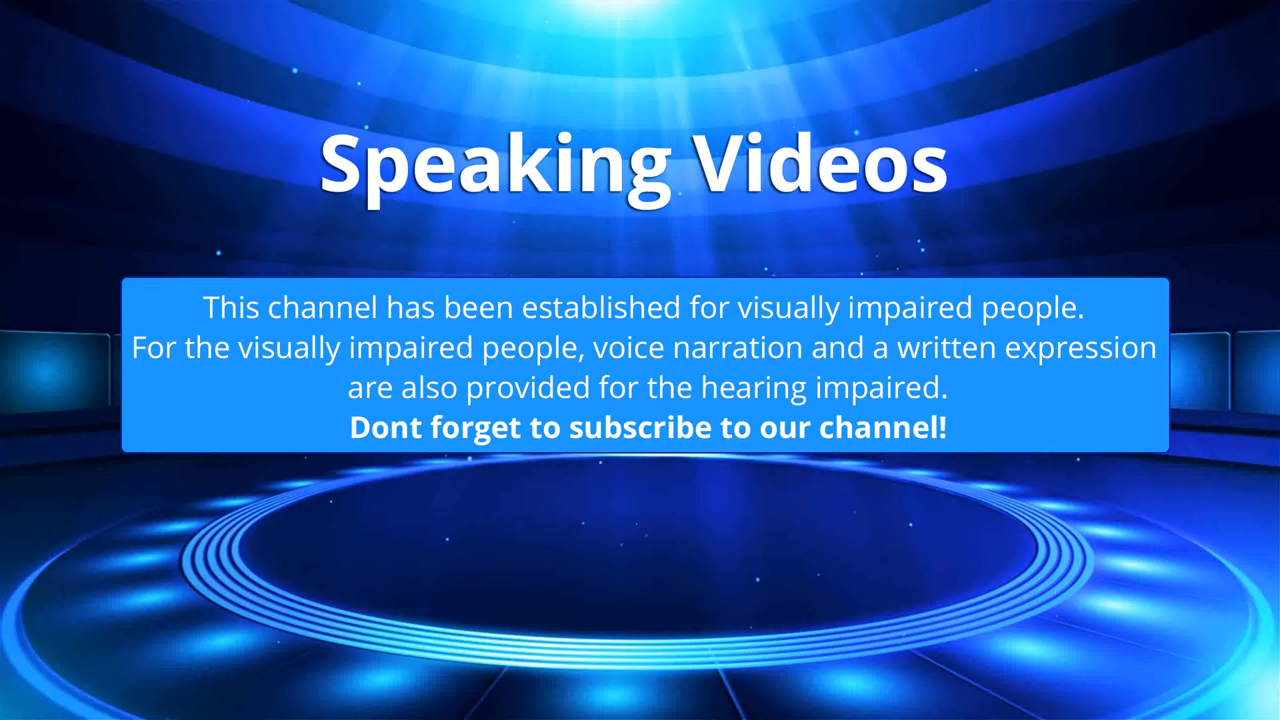 Speaking Videos
This channel has been established for visually impaired people.
For the visually impaired people, voice narration and a written expression
are also provided for the hearing impaired.
Dont forget to subscribe to our channel!